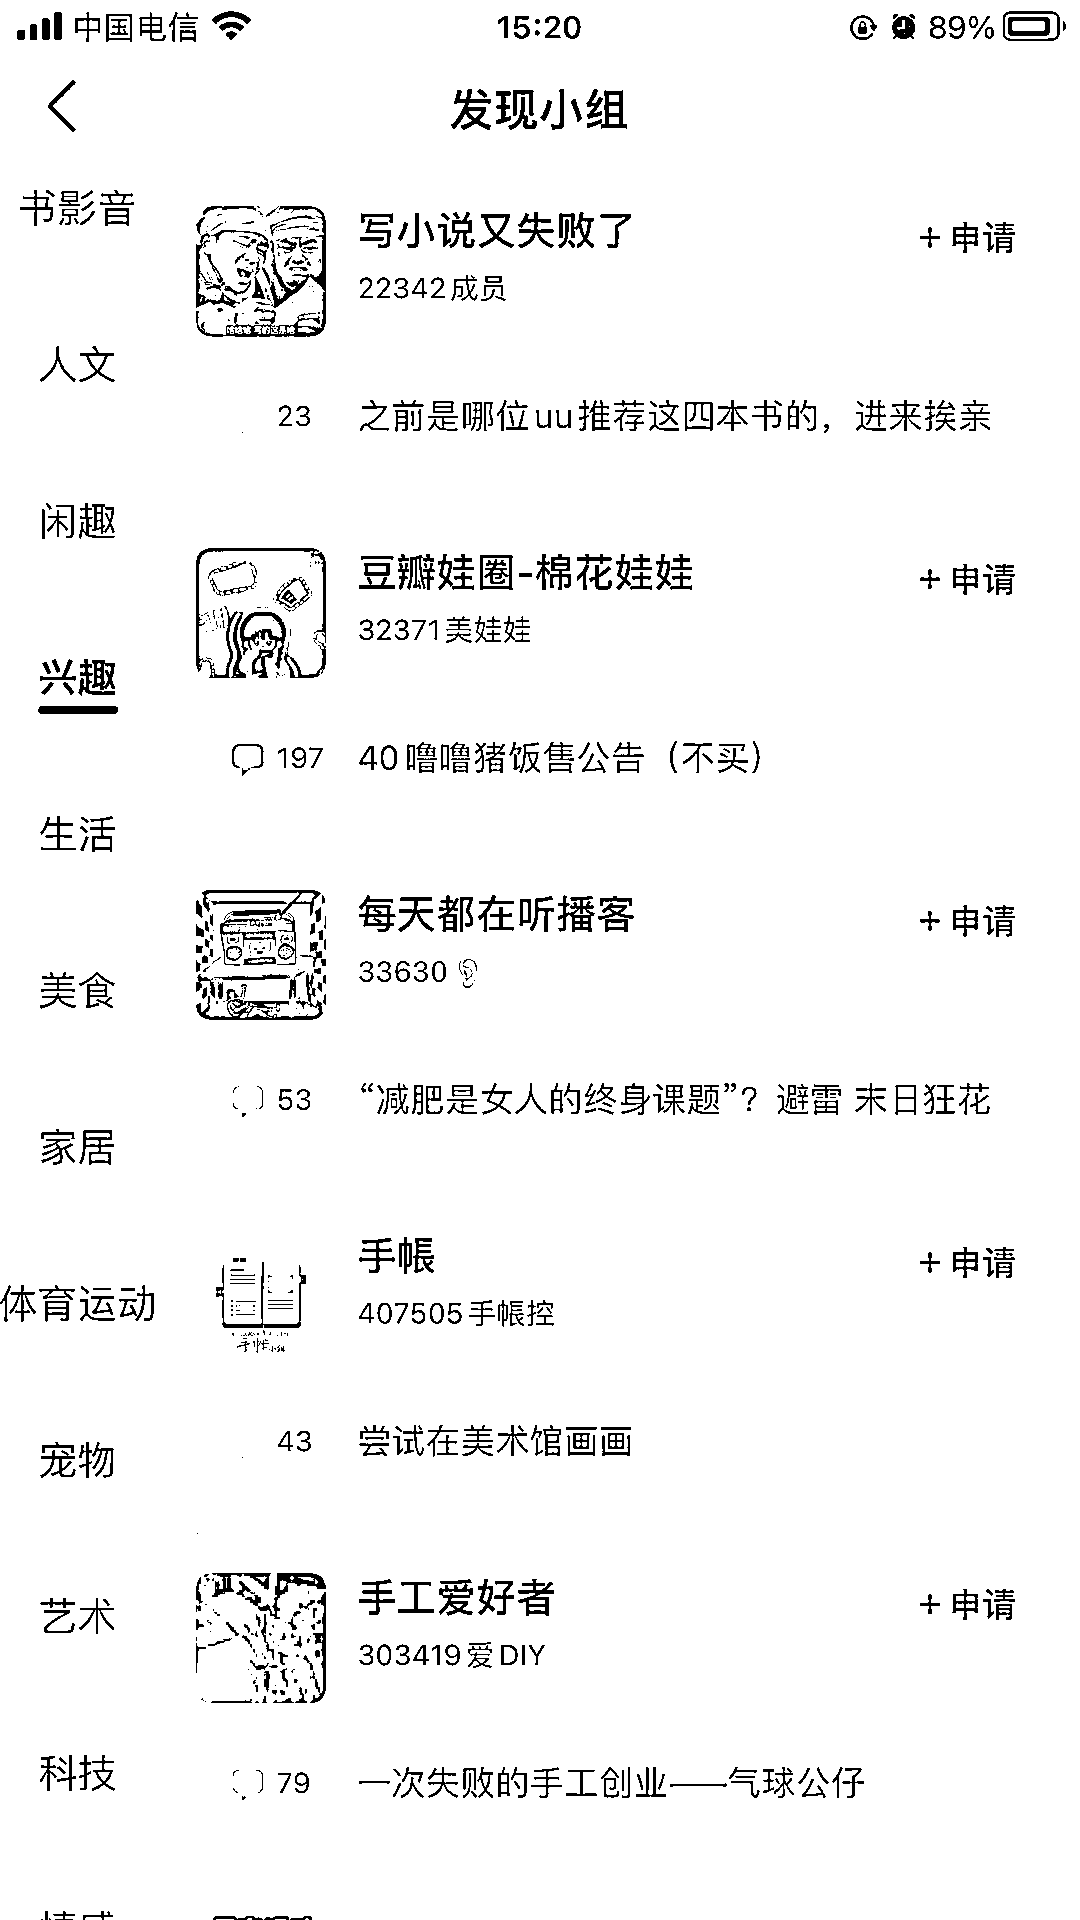 中国电信 15:20 89%
发现小组
书影音
人文
闲趣
兴趣
生活
美食
家居
体育运动
宠物
艺术
科技
写小说又失败了
+ 申请
22342成员
23 之前是哪位uu推荐这四本书的，进来挨亲
豆瓣娃圈-棉花娃娃
+ 申请
32371美娃娃
197 40噜噜猪饭售公告（不买）
每天都在听播客
+ 申请
33630👂
53 “减肥是女人的终身课题”？避雷 末日狂花
手帳
+ 申请
407505手帳控
43 尝试在美术馆画画
手工爱好者
+ 申请
303419爱DIY
79 一次失败的手工创业——气球公仔